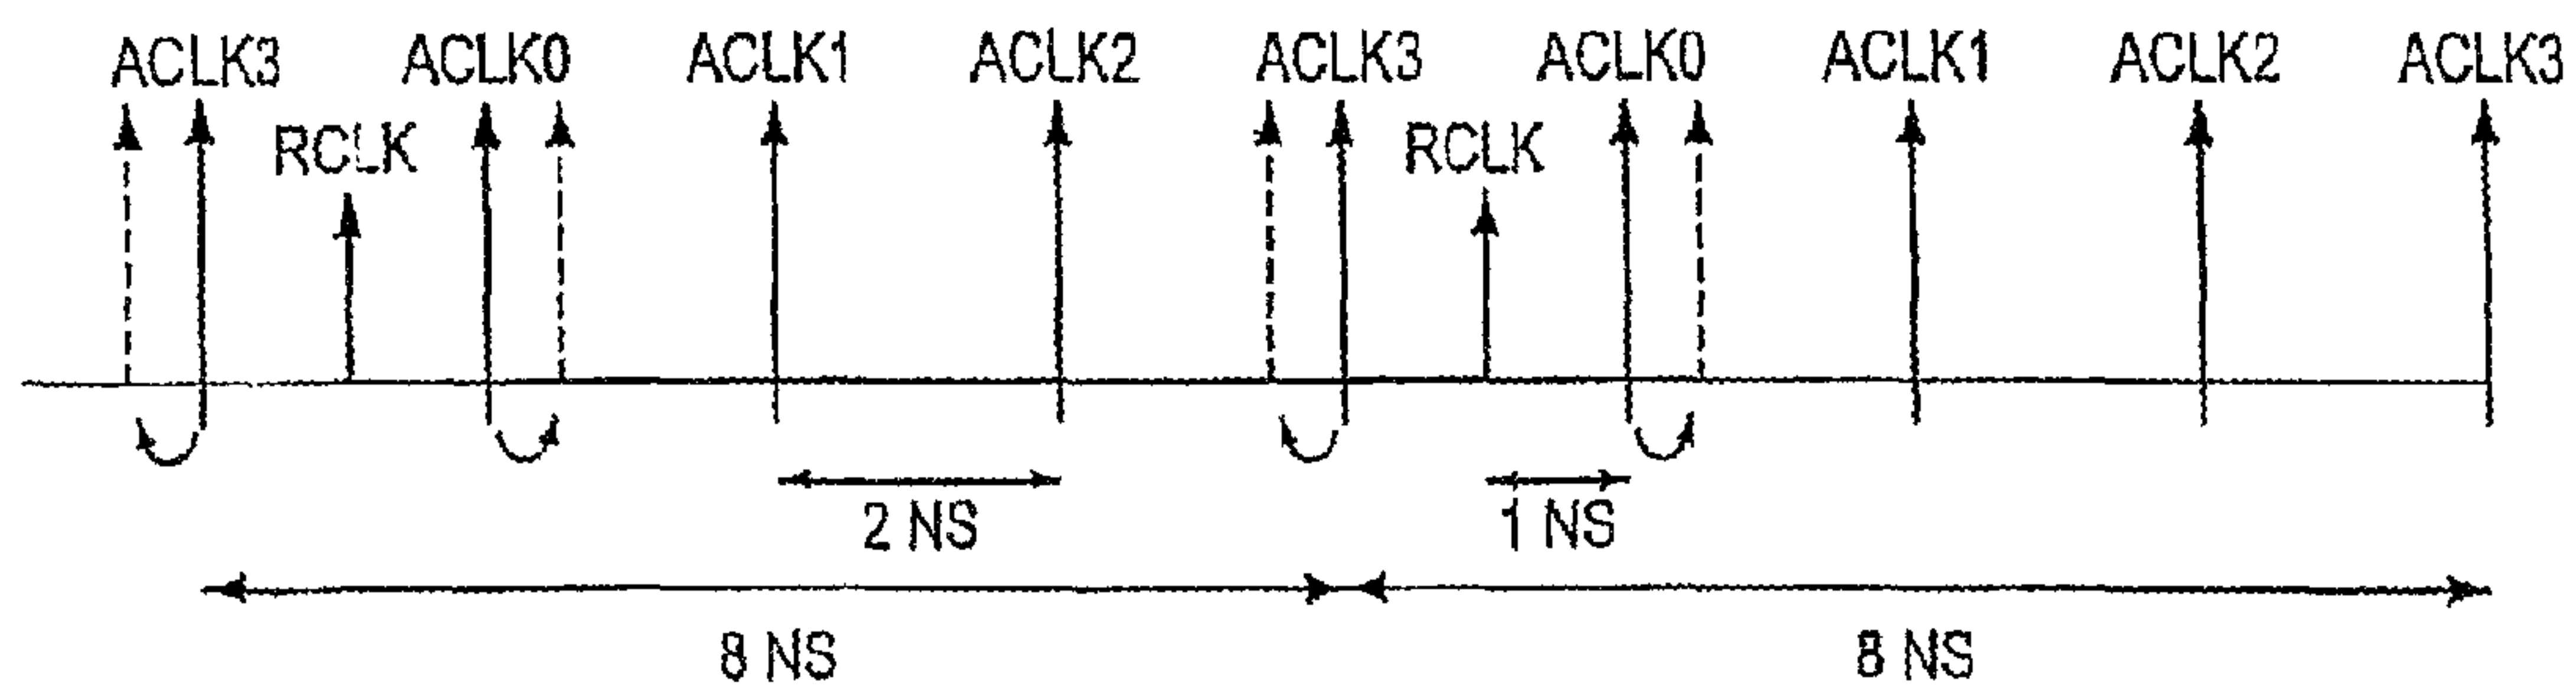 ACLK3 ACLK0 ACLK1 ACLK2 ACLK3 ACLK0 ACLK1 ACLK2 ACLK3
RCLK RCLK
2 NS 1 NS
8 NS 8 NS